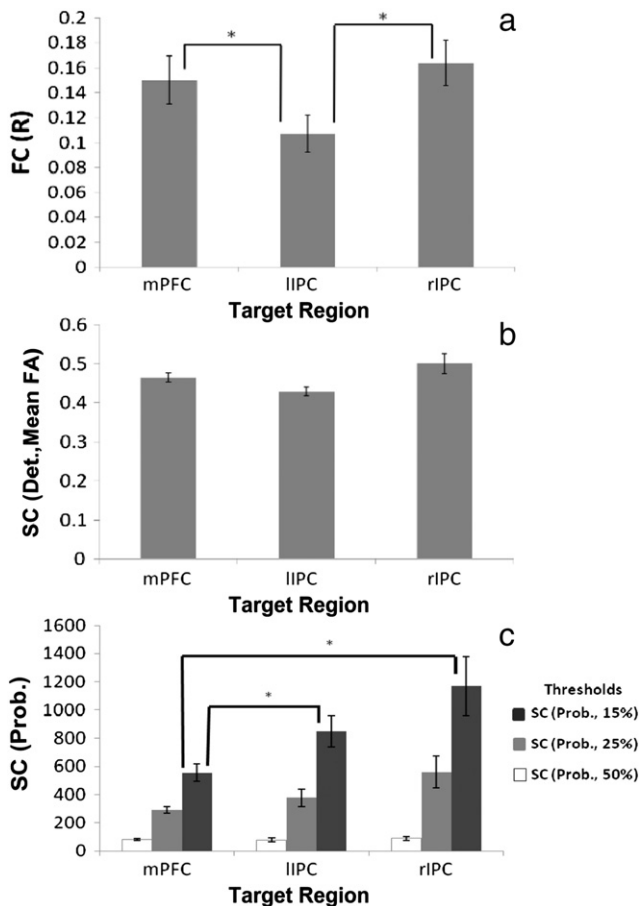 a
0.2
0.18
0.16
0.14
0.12
0.1
0.08
0.06
0.04
0.02
0
FC (R)
*
*
mPFC lIPC rIPC
Target Region
b
0.6
0.5
0.4
0.3
0.2
0.1
0
SC (Det.,Mean FA)
mPFC lIPC rIPC
Target Region
c
1600
1400
1200
1000
800
600
400
200
0
SC (Prob.)
*
*
mPFC lIPC rIPC
Target Region
Thresholds
SC (Prob., 15%)
SC (Prob., 25%)
SC (Prob., 50%)